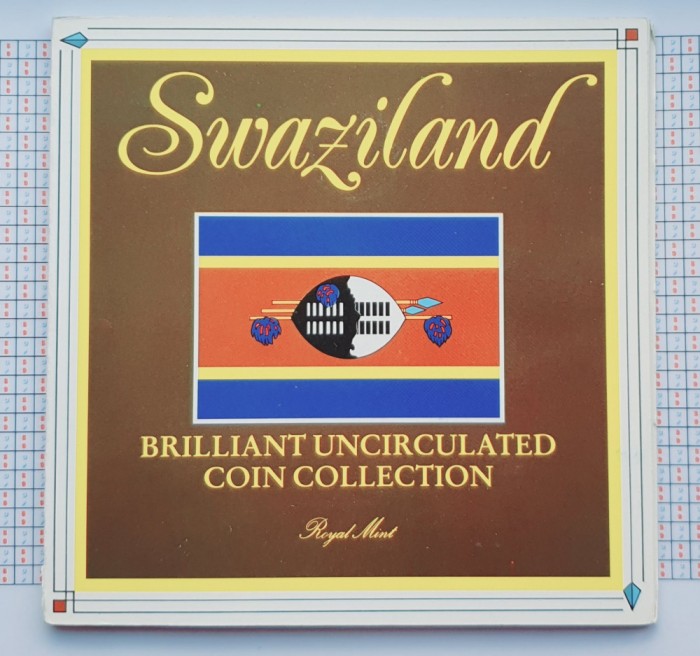 Swaziland
BRILLIANT UNCIRCULATED
COIN COLLECTION
Royal Mint